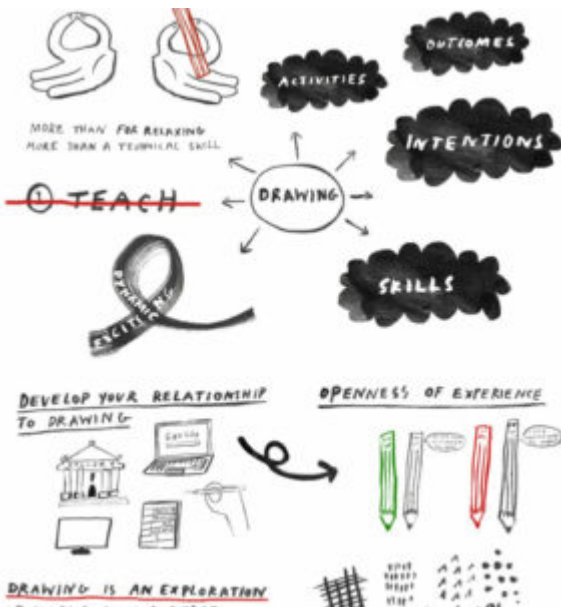 OUTCOMES
ACTIVITIES
INTENTIONS
MORE THAN FOR RELAXING
MORE THAN A TECHNICAL SKILL
① TEACH
DRAWING
DYNAMIC
EXCITING
SKILLS
DEVELOP YOUR RELATIONSHIP
TO DRAWING
OPENNESS OF EXPERIENCE
DRAWING IS AN EXPLORATION